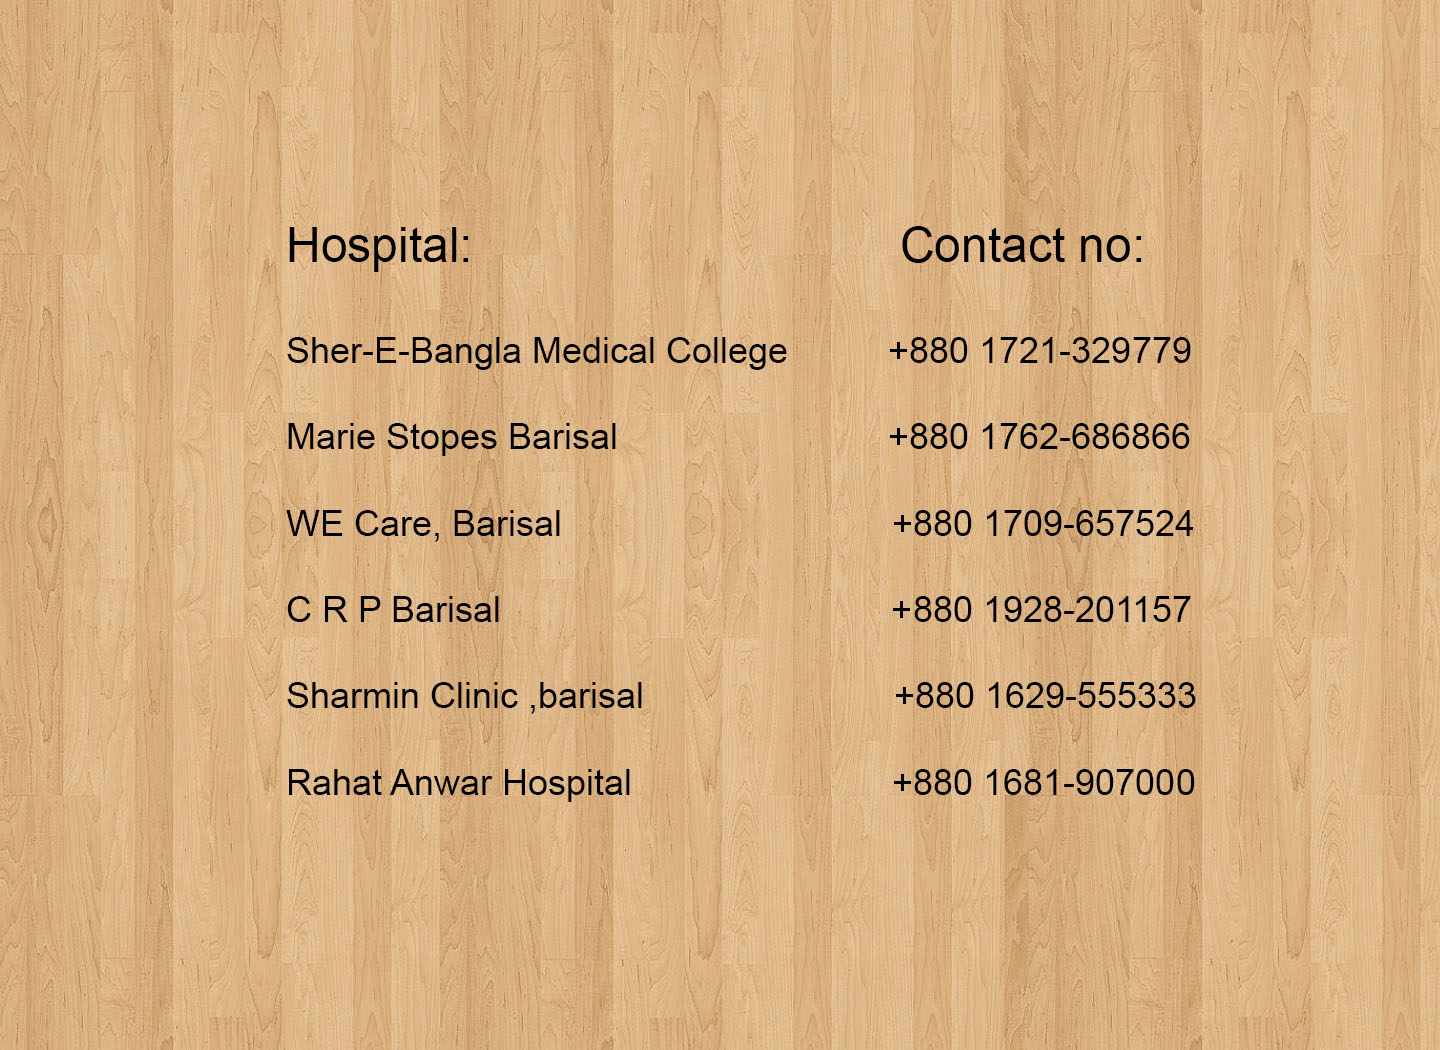 Hospital: Contact no:
Sher-E-Bangla Medical College +880 1721-329779
Marie Stopes Barisal +880 1762-686866
WE Care, Barisal +880 1709-657524
C R P Barisal +880 1928-201157
Sharmin Clinic ,barisal +880 1629-555333
Rahat Anwar Hospital +880 1681-907000